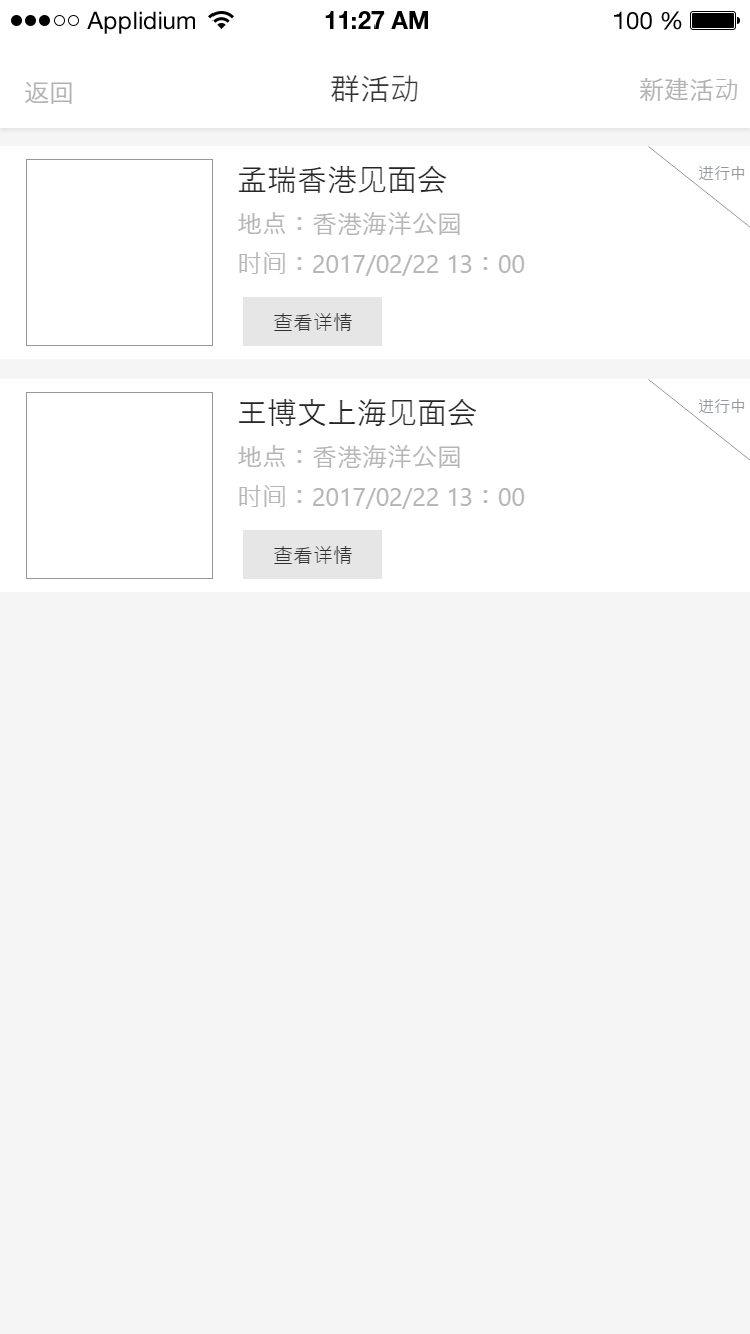 Applidium 11:27 AM 100 %
返回 群活动 新建活动
孟瑞香港见面会
进行中
地点：香港海洋公园
时间：2017/02/22 13：00
查看详情
王博文上海见面会
进行中
地点：香港海洋公园
时间：2017/02/22 13：00
查看详情